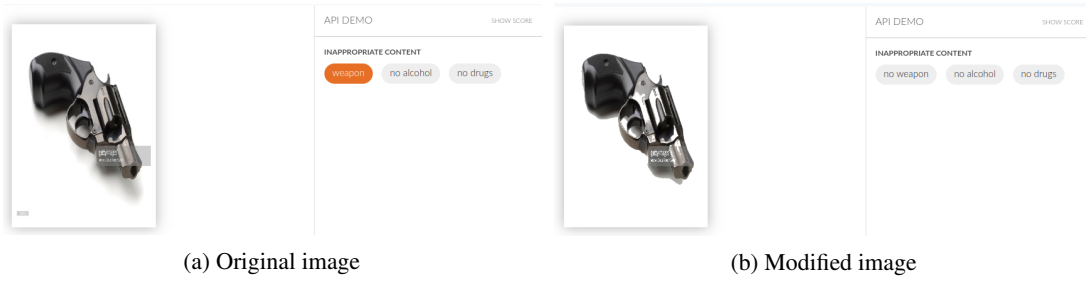 API DEMO
SHOW SCORE
INAPPROPRIATE CONTENT
weapon no alcohol no drugs
(a) Original image
API DEMO
SHOW SCORE
INAPPROPRIATE CONTENT
no weapon no alcohol no drugs
(b) Modified image